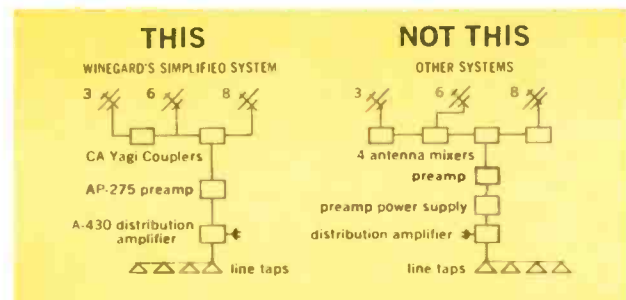 THIS
WINEGARD'S SIMPLIFIED SYSTEM
3 6 8
CA Yagi Couplers
AP-275 preamp
A-430 distribution
amplifier
line taps
NOT THIS
OTHER SYSTEMS
3 6 8
4 antenna mixers
preamp
preamp power supply
distribution amplifier
line taps